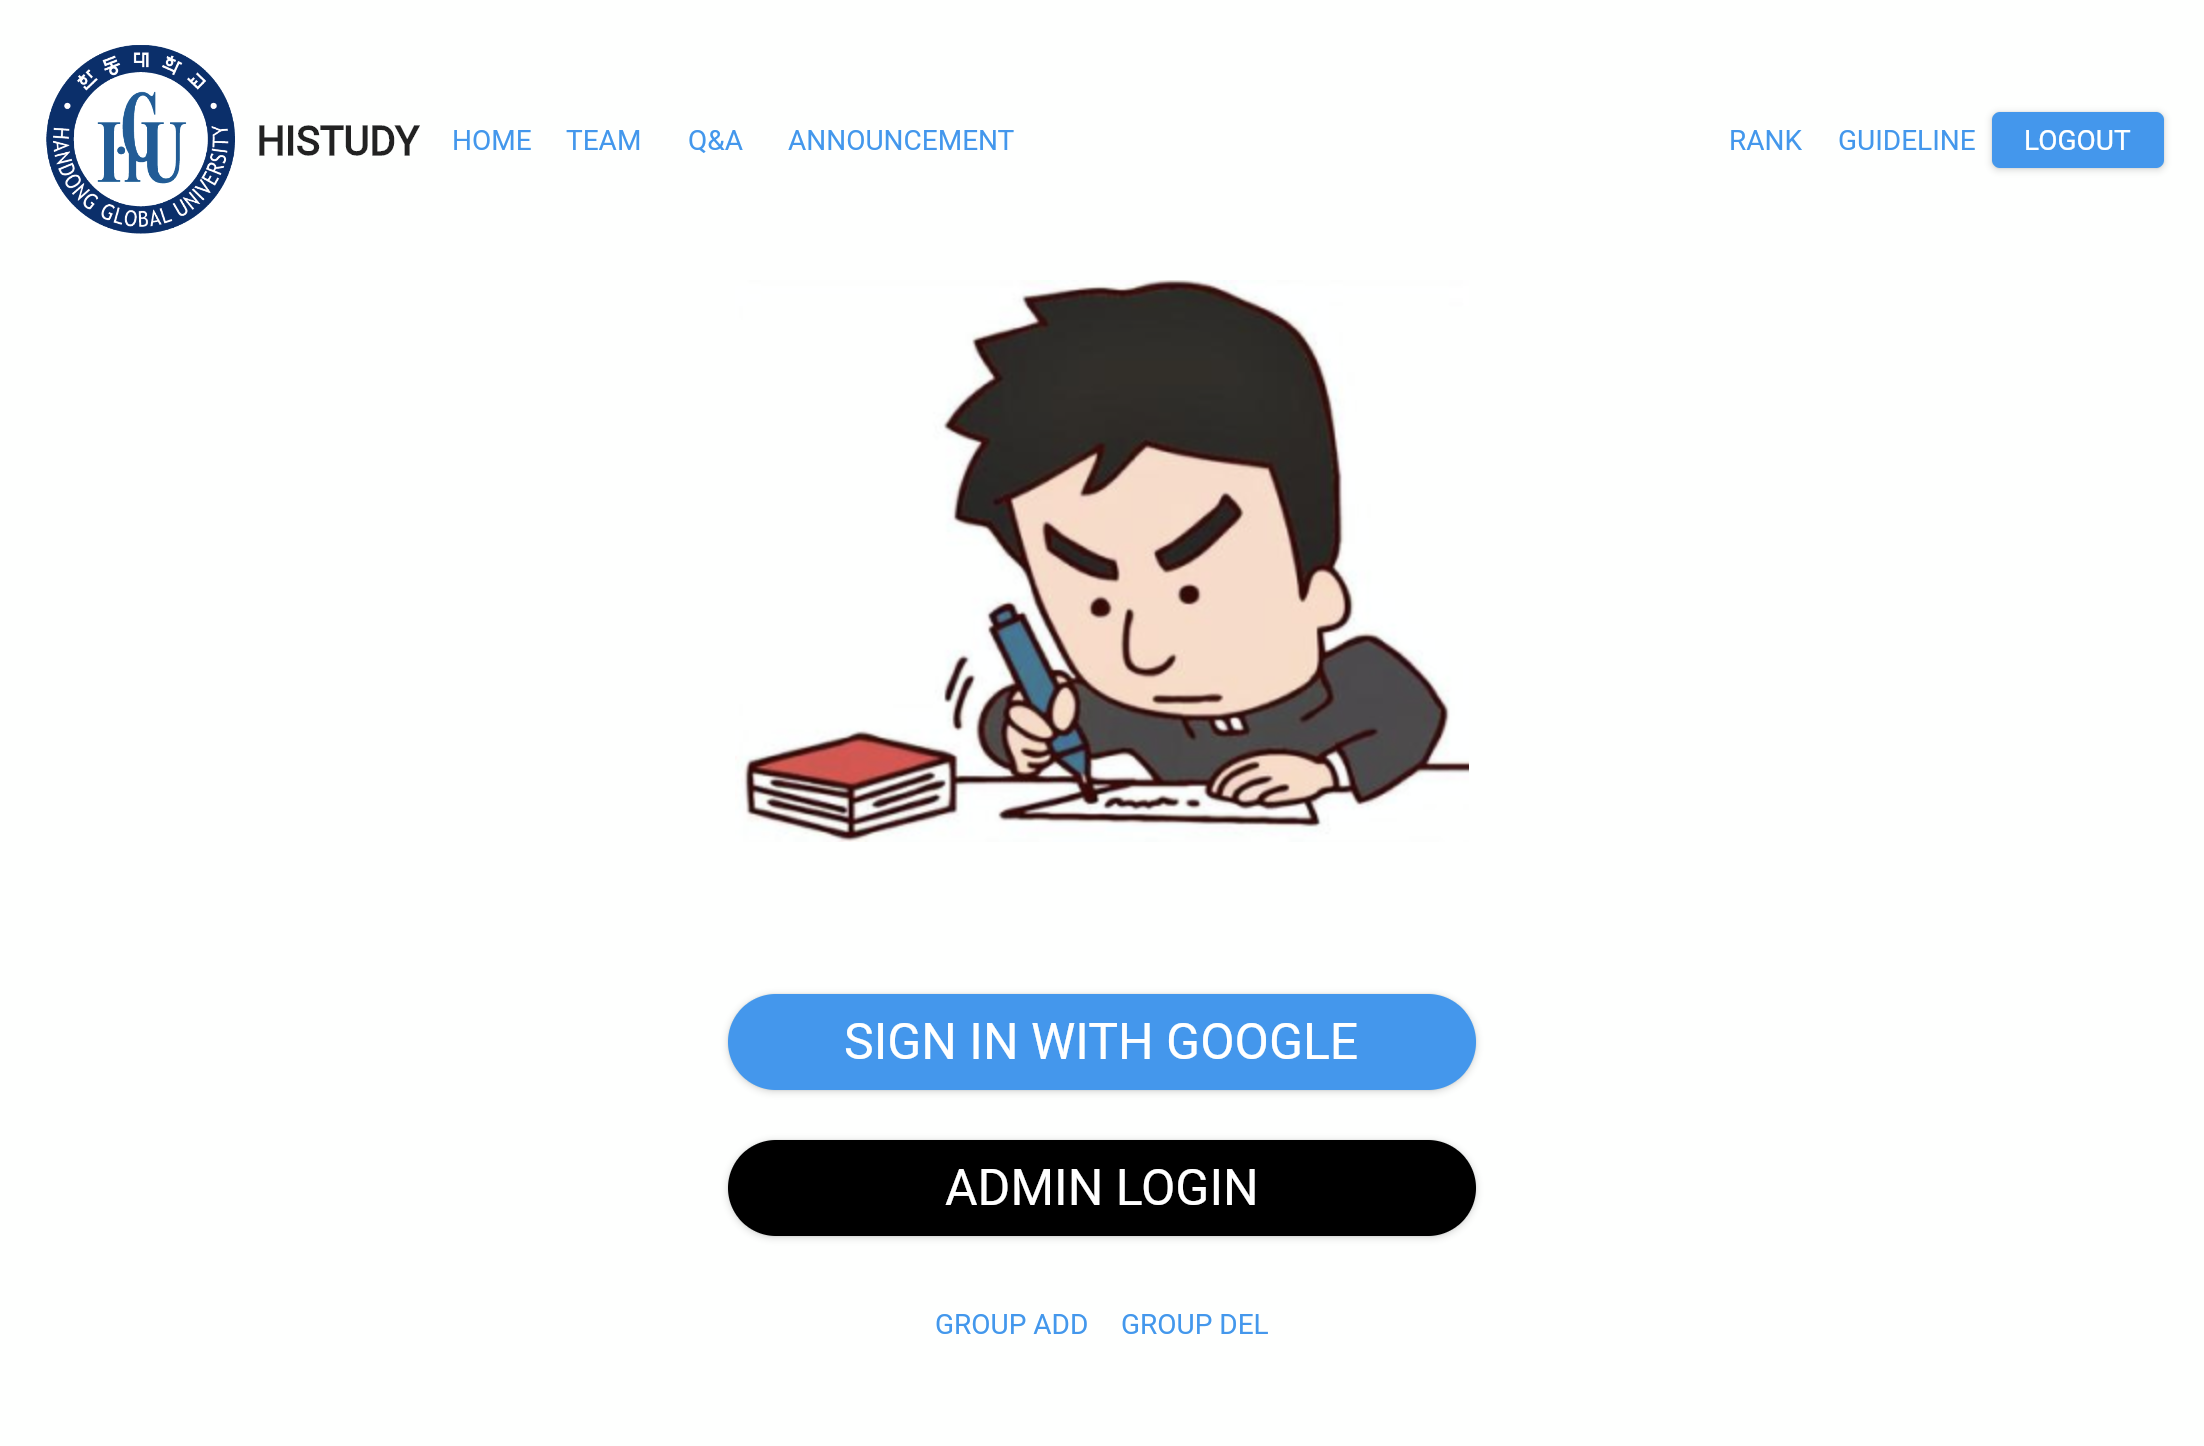 한동대학교
HANDONG GLOBAL UNIVERSITY
HGU
HISTUDY HOME TEAM Q&A ANNOUNCEMENT RANK GUIDELINE LOGOUT
SIGN IN WITH GOOGLE
ADMIN LOGIN
GROUP ADD GROUP DEL